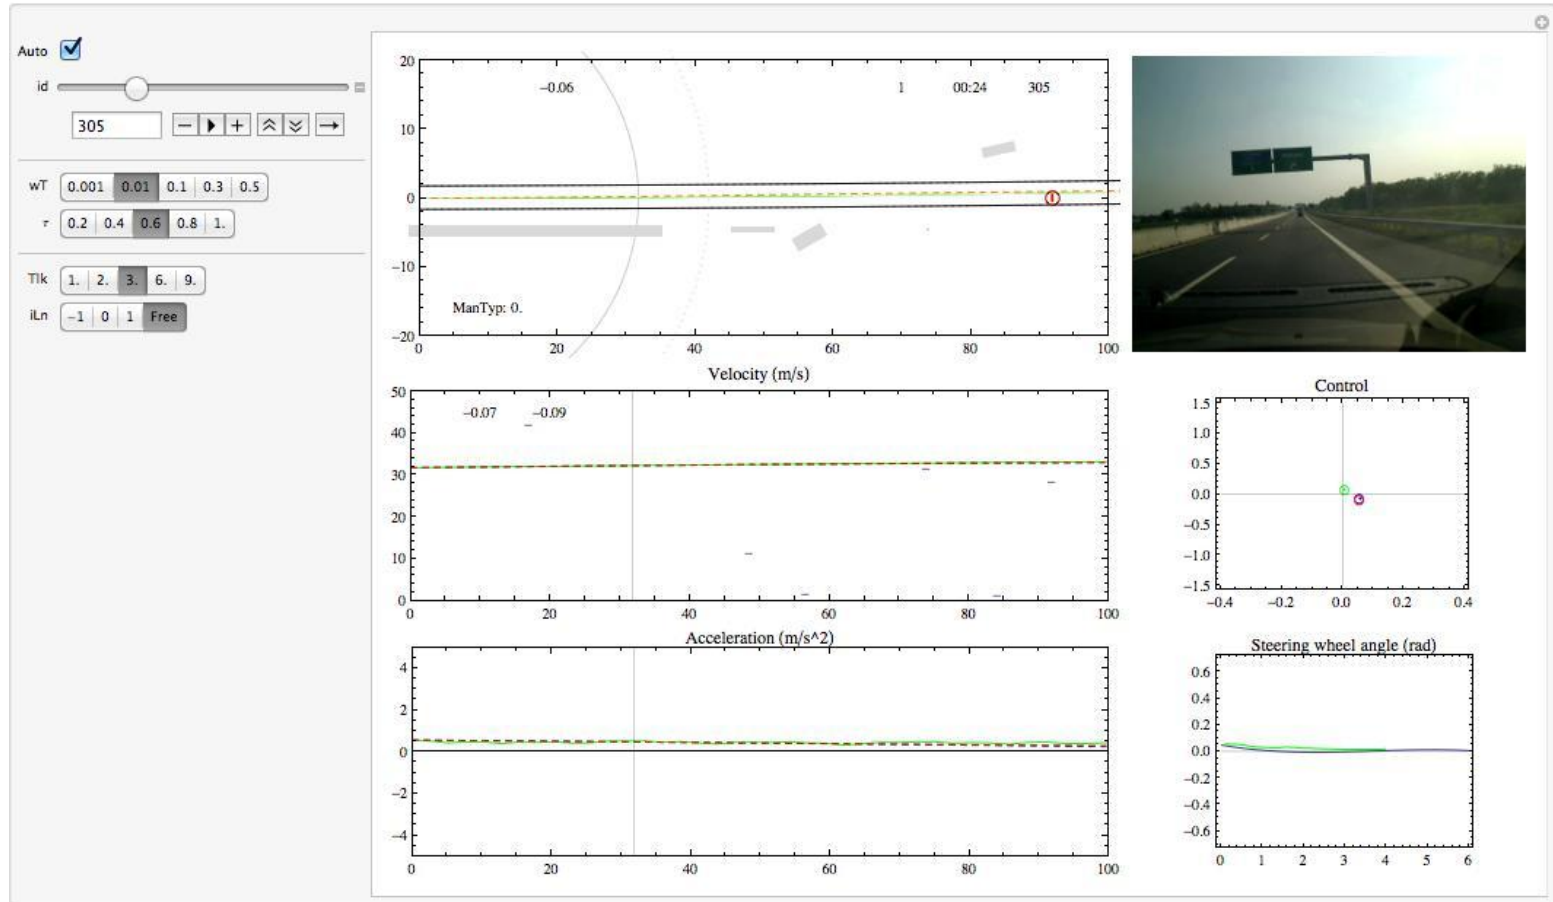 Auto
id
305
wT 0.001 0.01 0.1 0.3 0.5
τ 0.2 0.4 0.6 0.8 1.
Tlk 1. 2. 3. 6. 9.
iLn −1 0 1 Free
20
10
0
−10
−20
−0.06 1 00:24 305
ManTyp: 0.
0 20 40 60 80 100
Velocity (m/s)
50
40
30
20
10
0
−0.07 −0.09
0 20 40 60 80 100
Acceleration (m/s^2)
4
2
0
−2
−4
0 20 40 60 80 100
Control
1.5
1.0
0.5
0.0
−0.5
−1.0
−1.5
−0.4 −0.2 0.0 0.2 0.4
Steering wheel angle (rad)
0.6
0.4
0.2
0.0
−0.2
−0.4
−0.6
0 1 2 3 4 5 6